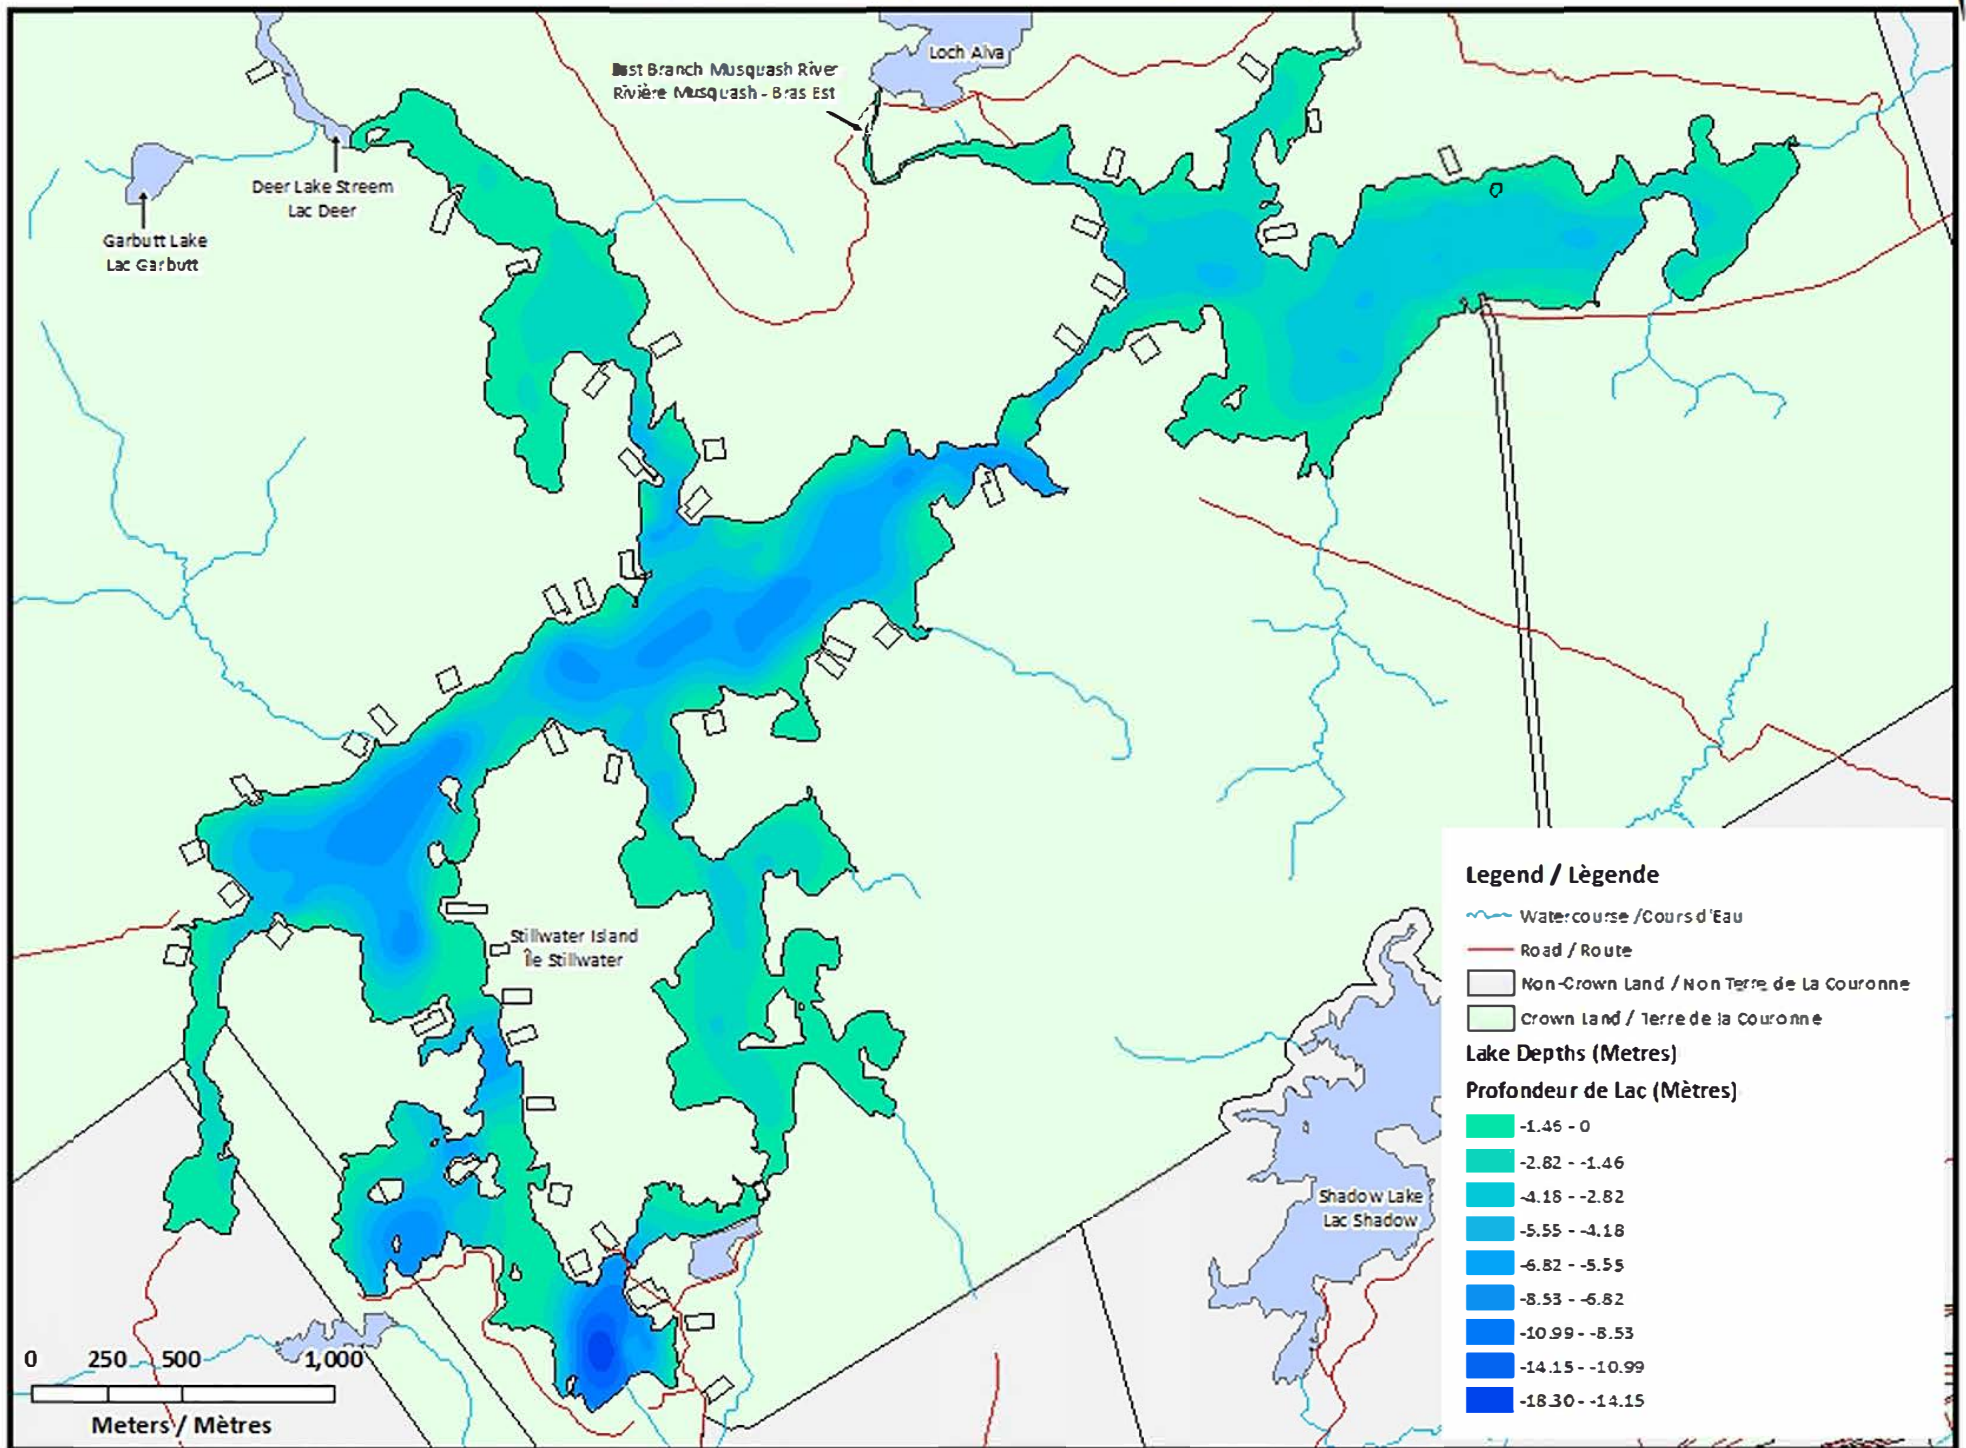 Loch Alva
East Branch Musquash River
Rivière Musquash - Bras Est
Deer Lake Streem
Lac Deer
Garbutt Lake
Lac Garbutt
Stillwater Island
Île Stillwater
Shadow Lake
Lac Shadow
Legend / Lègende
Watercourse /Cours d'Eau
Road / Route
Non-Crown Land / Non Terre de La Couronne
Crown Land / Terre de la Couronne
Lake Depths (Metres)
Profondeur de Lac (Mètres)
-1.46 - 0
-2.82 - -1.46
-4.18 - -2.82
-5.55 - -4.18
-6.82 - -5.55
-8.53 - -6.82
-10.99 - -8.53
-14.15 - -10.99
-18.30 - -14.15
0 250 500 1,000
Meters / Mètres